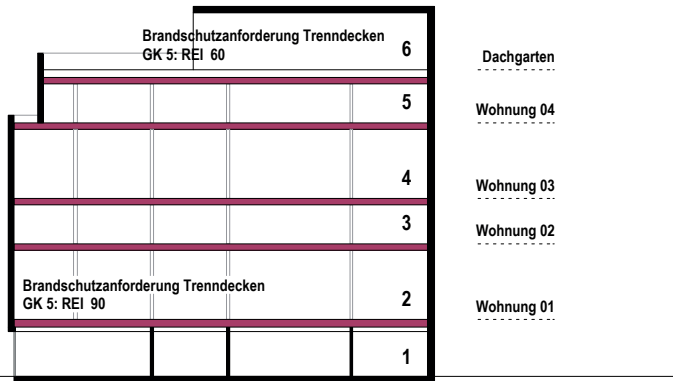 Brandschutzanforderung Trenndecken
GK 5: REI 60
6
Dachgarten
5
Wohnung 04
4
Wohnung 03
3
Wohnung 02
Brandschutzanforderung Trenndecken
GK 5: REI 90
2
Wohnung 01
1